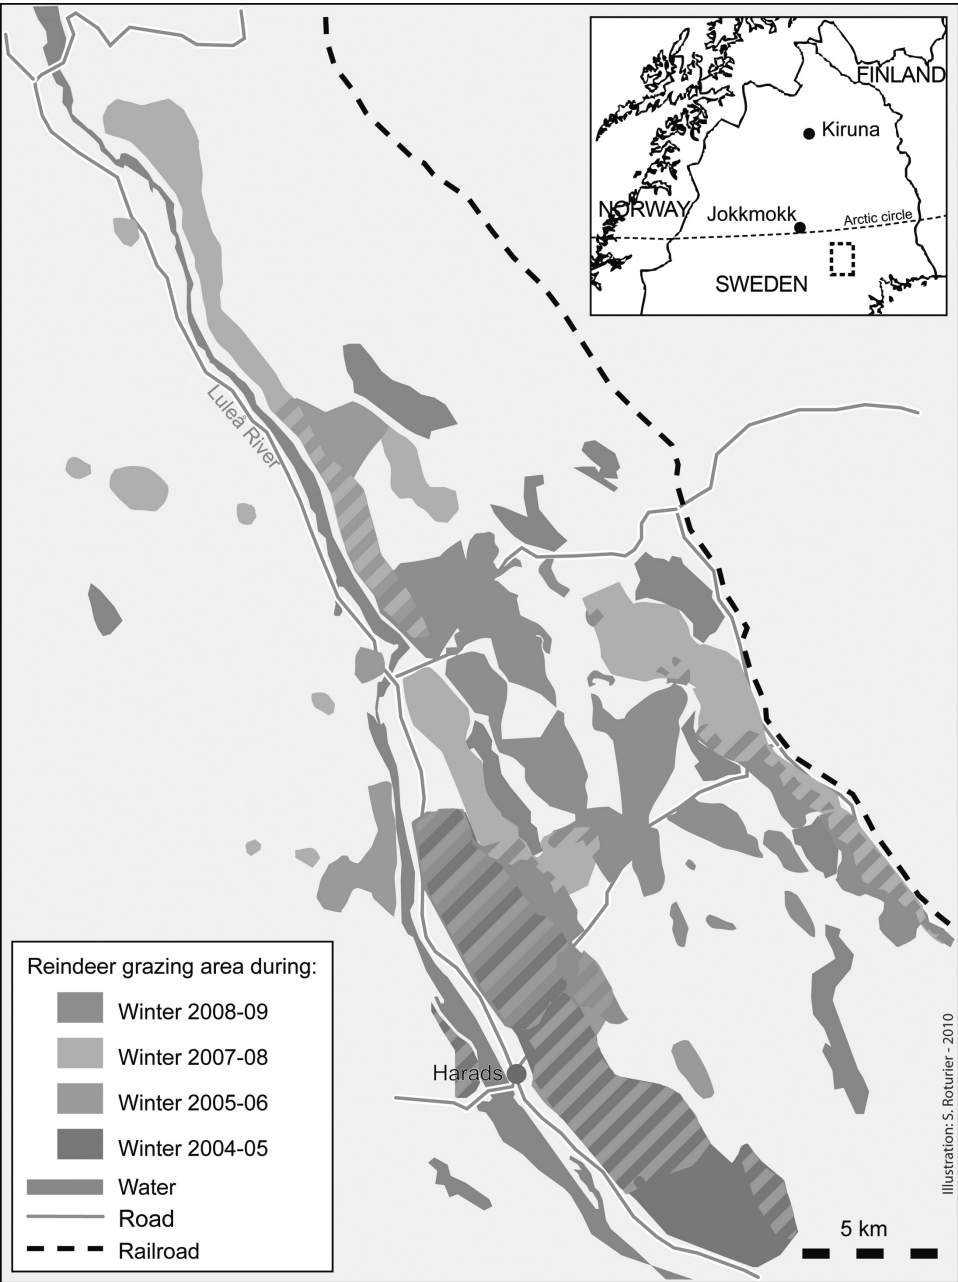 FINLAND
Kiruna
NORWAY
Jokkmokk
Arctic circle
SWEDEN
Luleå River
Harads
Reindeer grazing area during:
Winter 2008-09
Winter 2007-08
Winter 2005-06
Winter 2004-05
Water
Road
Railroad
5 km
Illustration: S. Roturier - 2010